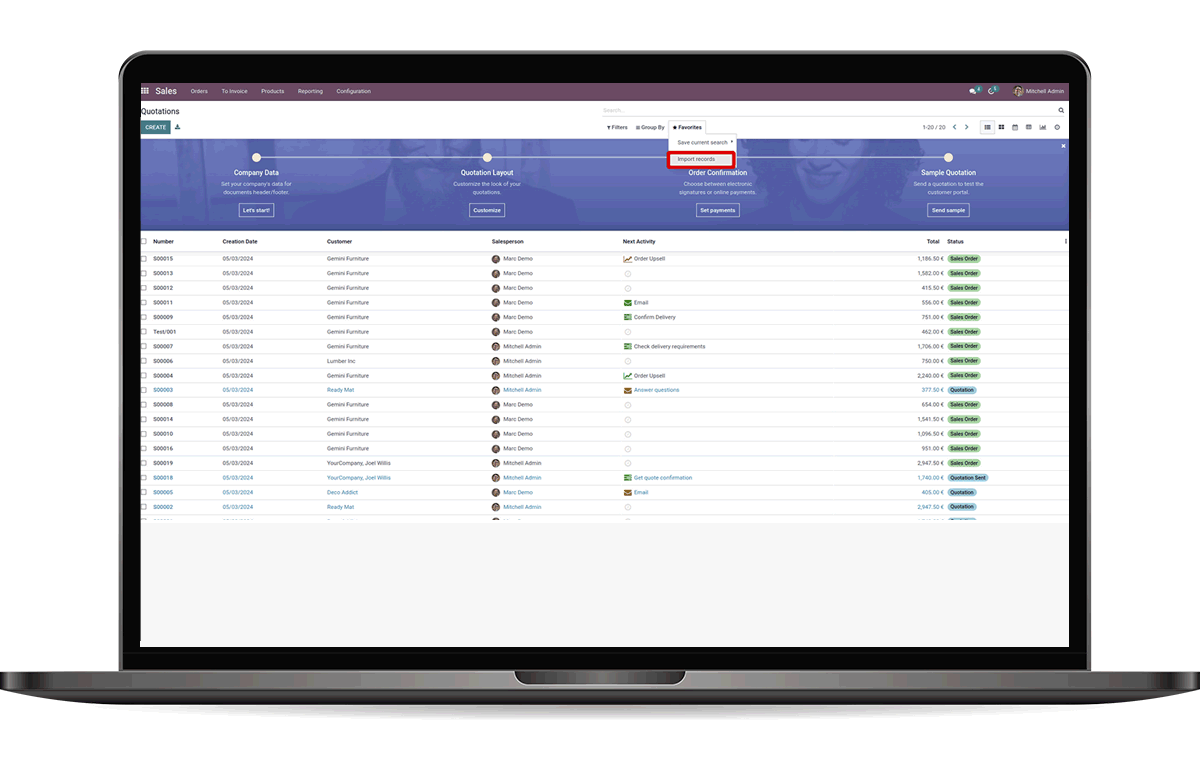 Sales Orders To Invoice Products Reporting Configuration 4 5 Mitchell Admin
Quotations Search...
CREATE Filters Group By Favorites 1-20 / 20
Save current search
Import records
Company Data Quotation Layout Order Confirmation Sample Quotation
Set your company's data for Customize the look of your Choose between electronic Send a quotation to test the
documents header/footer. quotations. signatures or online payments. customer portal.
Let's start! Customize Set payments Send sample
Number Creation Date Customer Salesperson Next Activity Total Status
S00015 05/03/2024 Gemini Furniture Marc Demo Order Upsell 1,186.50 € Sales Order
S00013 05/03/2024 Gemini Furniture Marc Demo 1,582.00 € Sales Order
S00012 05/03/2024 Gemini Furniture Marc Demo 415.50 € Sales Order
S00011 05/03/2024 Gemini Furniture Marc Demo Email 556.00 € Sales Order
S00009 05/03/2024 Gemini Furniture Marc Demo Confirm Delivery 751.00 € Sales Order
Test/001 05/03/2024 Gemini Furniture Marc Demo 462.00 € Sales Order
S00007 05/03/2024 Gemini Furniture Mitchell Admin Check delivery requirements 1,706.00 € Sales Order
S00006 05/03/2024 Lumber Inc Mitchell Admin 750.00 € Sales Order
S00004 05/03/2024 Gemini Furniture Mitchell Admin Order Upsell 2,240.00 € Sales Order
S00003 05/03/2024 Ready Mat Mitchell Admin Answer questions 377.50 € Quotation
S00008 05/03/2024 Gemini Furniture Marc Demo 654.00 € Sales Order
S00014 05/03/2024 Gemini Furniture Marc Demo 1,541.50 € Sales Order
S00010 05/03/2024 Gemini Furniture Marc Demo 1,096.50 € Sales Order
S00016 05/03/2024 Gemini Furniture Marc Demo 951.00 € Sales Order
S00019 05/03/2024 YourCompany, Joel Willis Mitchell Admin 2,947.50 € Sales Order
S00018 05/03/2024 YourCompany, Joel Willis Mitchell Admin Get quote confirmation 1,740.00 € Quotation Sent
S00005 05/03/2024 Deco Addict Marc Demo Email 405.00 € Quotation
S00002 05/03/2024 Ready Mat Mitchell Admin 2,947.50 € Quotation